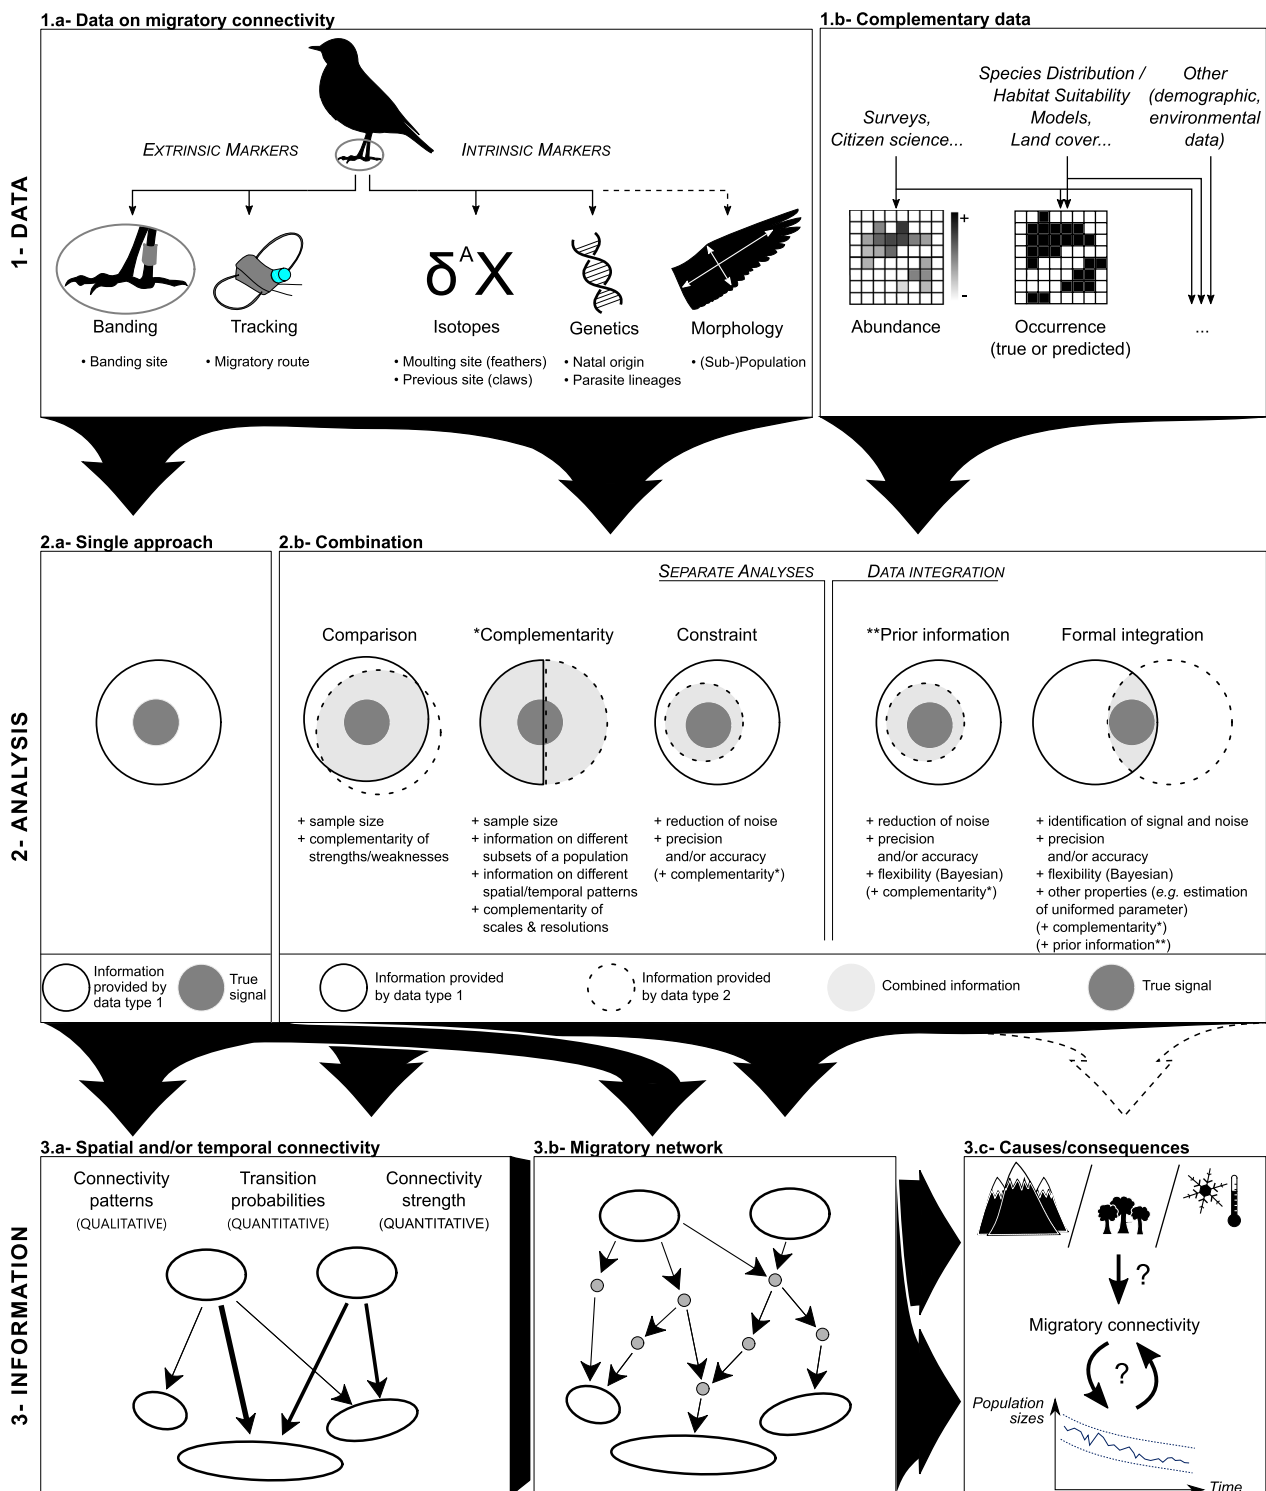 1.a- Data on migratory connectivity
1.b- Complementary data
1- DATA
EXTRINSIC MARKERS
INTRINSIC MARKERS
Banding
• Banding site
Tracking
• Migratory route
δAX
Isotopes
• Moulting site (feathers)
• Previous site (claws)
Genetics
• Natal origin
• Parasite lineages
Morphology
• (Sub-)Population
Surveys,
Citizen science...
Species Distribution /
Habitat Suitability
Models,
Land cover...
Other
(demographic,
environmental
data)
+
-
Abundance
Occurrence
(true or predicted)
...
2- ANALYSIS
2.a- Single approach
2.b- Combination
SEPARATE ANALYSES
DATA INTEGRATION
Comparison
+ sample size
+ complementarity of
strengths/weaknesses
*Complementarity
+ sample size
+ information on different
subsets of a population
+ information on different
spatial/temporal patterns
+ complementarity of
scales & resolutions
Constraint
+ reduction of noise
+ precision
and/or accuracy
(+ complementarity*)
**Prior information
+ reduction of noise
+ precision
and/or accuracy
+ flexibility (Bayesian)
(+ complementarity*)
Formal integration
+ identification of signal and noise
+ precision
and/or accuracy
+ flexibility (Bayesian)
+ other properties (e.g. estimation
of uniformed parameter)
(+ complementarity*)
(+ prior information**)
Information
provided by
data type 1
True
signal
Information provided
by data type 1
Information provided
by data type 2
Combined information
True signal
3- INFORMATION
3.a- Spatial and/or temporal connectivity
Connectivity
patterns
(QUALITATIVE)
Transition
probabilities
(QUANTITATIVE)
Connectivity
strength
(QUANTITATIVE)
3.b- Migratory network
3.c- Causes/consequences
?
Migratory connectivity
?
Population
sizes
Time